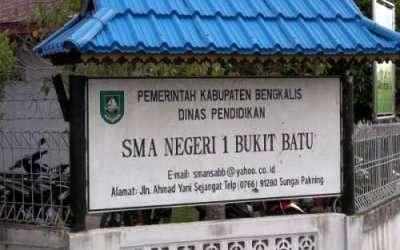 PEMERINTAH KABUPATEN BENGKALIS
DINAS PENDIDIKAN
SMA NEGERI 1 BUKIT BATU
E-mail: smansabb@yahoo.co.id
Alamat: Jln. Ahmad Yani Sejangat Telp (0766) 91280 Sungai Pakning